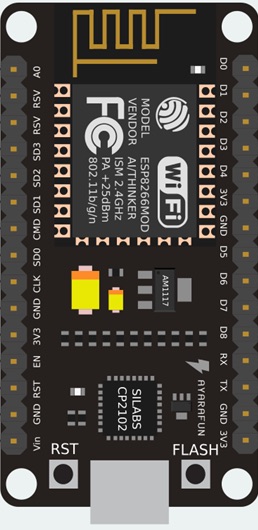 A0
RSV
RSV
SD3
SD2
SD1
CMD
SD0
CLK
GND
3V3
EN
RST
GND
Vin
D0
D1
D2
D3
D4
3V3
GND
D5
D6
D7
D8
RX
TX
GND
3V3
MODEL
VENDOR
ESP8266MOD
AI/THINKER
ISM 2.4GHz
PA +25dBm
802.11b/g/n
FC
Wi Fi
AM1117
SILABS
CP2102
AYARAFUN
RST
FLASH